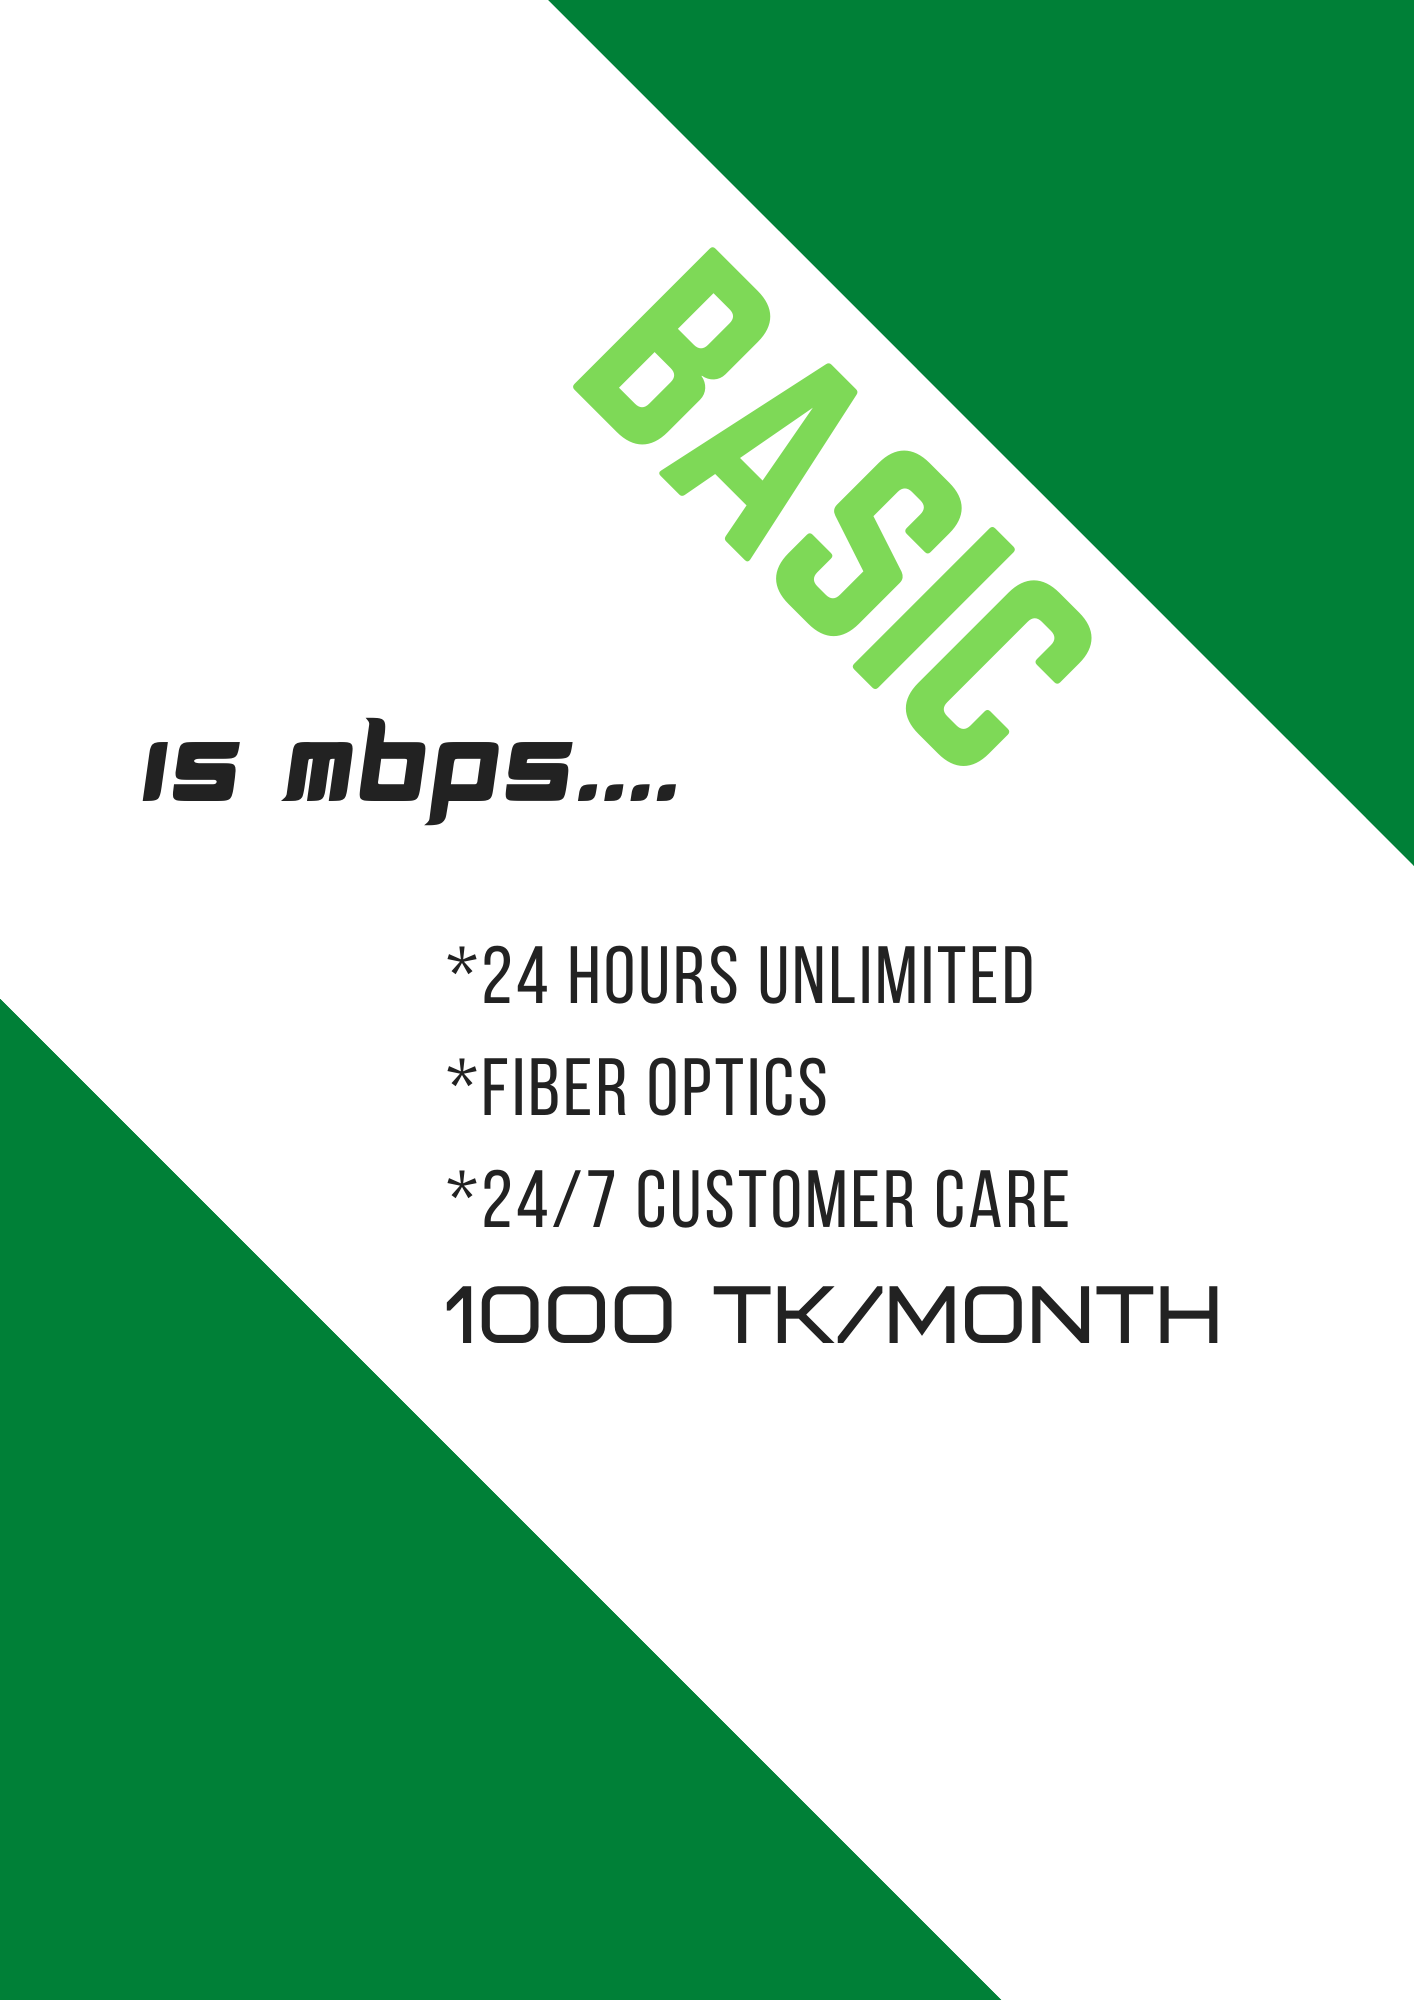 BASIC
15 mbps....
*24 HOURS UNLIMITED
*FIBER OPTICS
*24/7 CUSTOMER CARE
1000 TK/MONTH